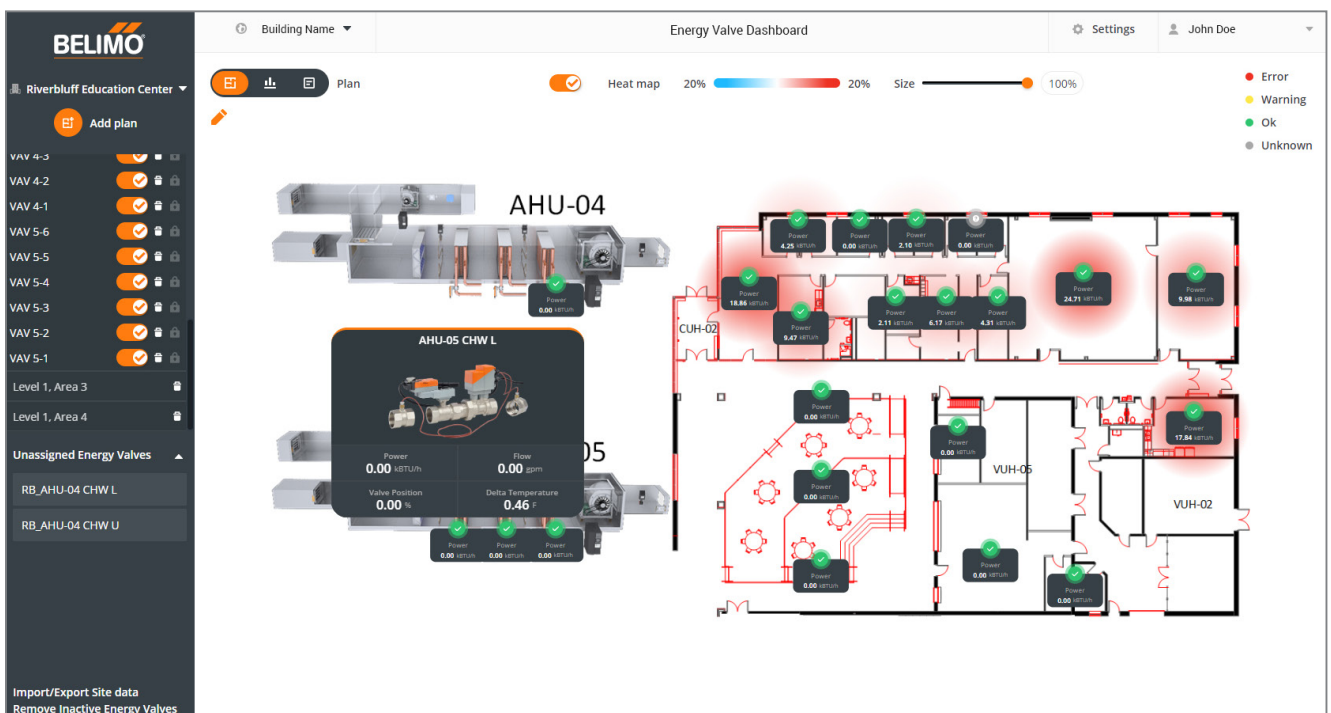 BELIMO
Building Name
Energy Valve Dashboard
Settings
John Doe
Riverbluff Education Center
Add plan
Plan
Heat map
20%
20%
Size
100%
Error
Warning
Ok
Unknown
VAV 4-3
VAV 4-2
VAV 4-1
VAV 5-6
VAV 5-5
VAV 5-4
VAV 5-3
VAV 5-2
VAV 5-1
Level 1, Area 3
Level 1, Area 4
Unassigned Energy Valves
RB_AHU-04 CHW L
RB_AHU-04 CHW U
Import/Export Site data
Remove Inactive Energy Valves
AHU-04
Power
0.00 kBTU/h
AHU-05 CHW L
Power
0.00 kBTU/h
Flow
0.00 gpm
Valve Position
0.00 %
Delta Temperature
0.46 F
05
Power
0.00 kBTU/h
Power
0.00 kBTU/h
Power
0.00 kBTU/h
Power
4.25 kBTU/h
Power
0.00 kBTU/h
Power
2.10 kBTU/h
Power
0.00 kBTU/h
Power
18.86 kBTU/h
Power
24.71 kBTU/h
Power
9.98 kBTU/h
Power
9.47 kBTU/h
Power
2.11 kBTU/h
Power
6.17 kBTU/h
Power
4.31 kBTU/h
CUH-02
Power
0.00 kBTU/h
Power
0.00 kBTU/h
Power
17.84 kBTU/h
VUH-05
Power
0.00 kBTU/h
VUH-02
Power
0.00 kBTU/h
Power
0.00 kBTU/h
Power
0.00 kBTU/h